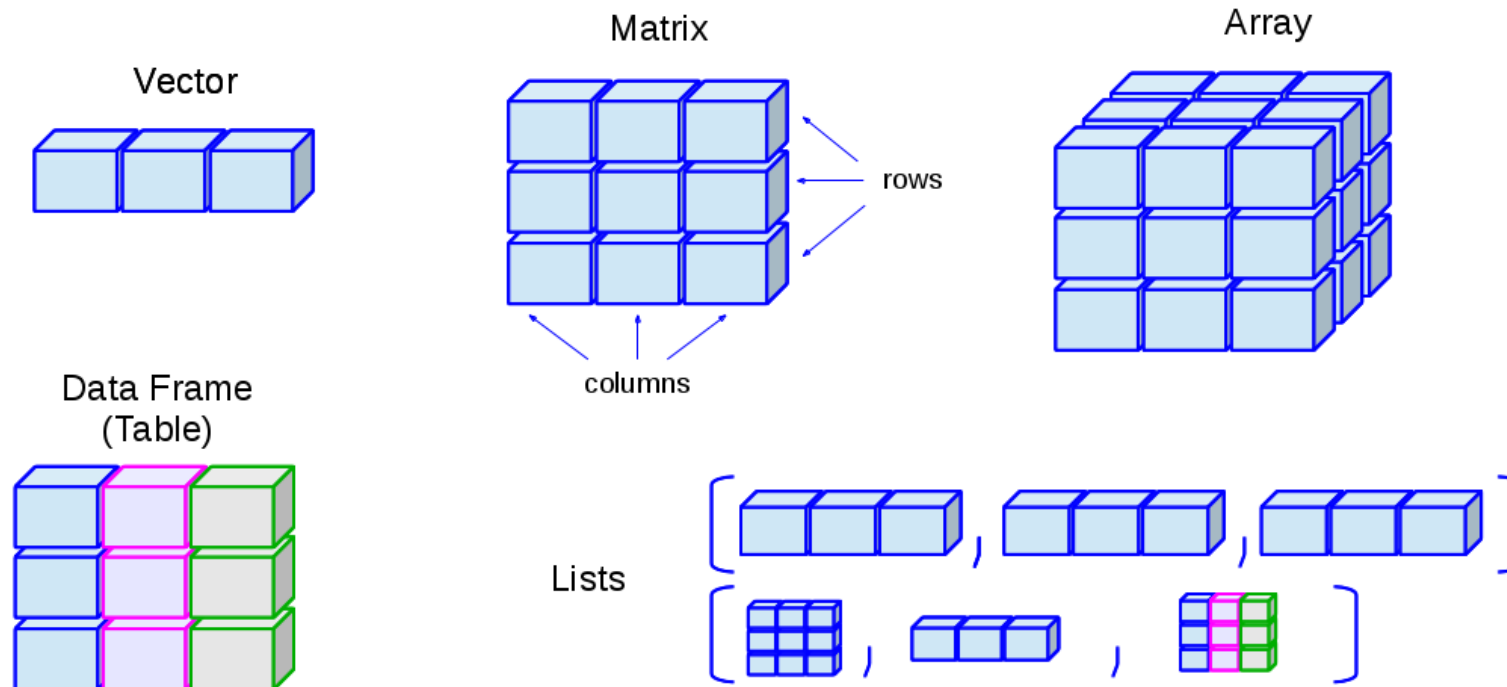 Vector
Matrix
Array
rows
columns
Data Frame
(Table)
Lists